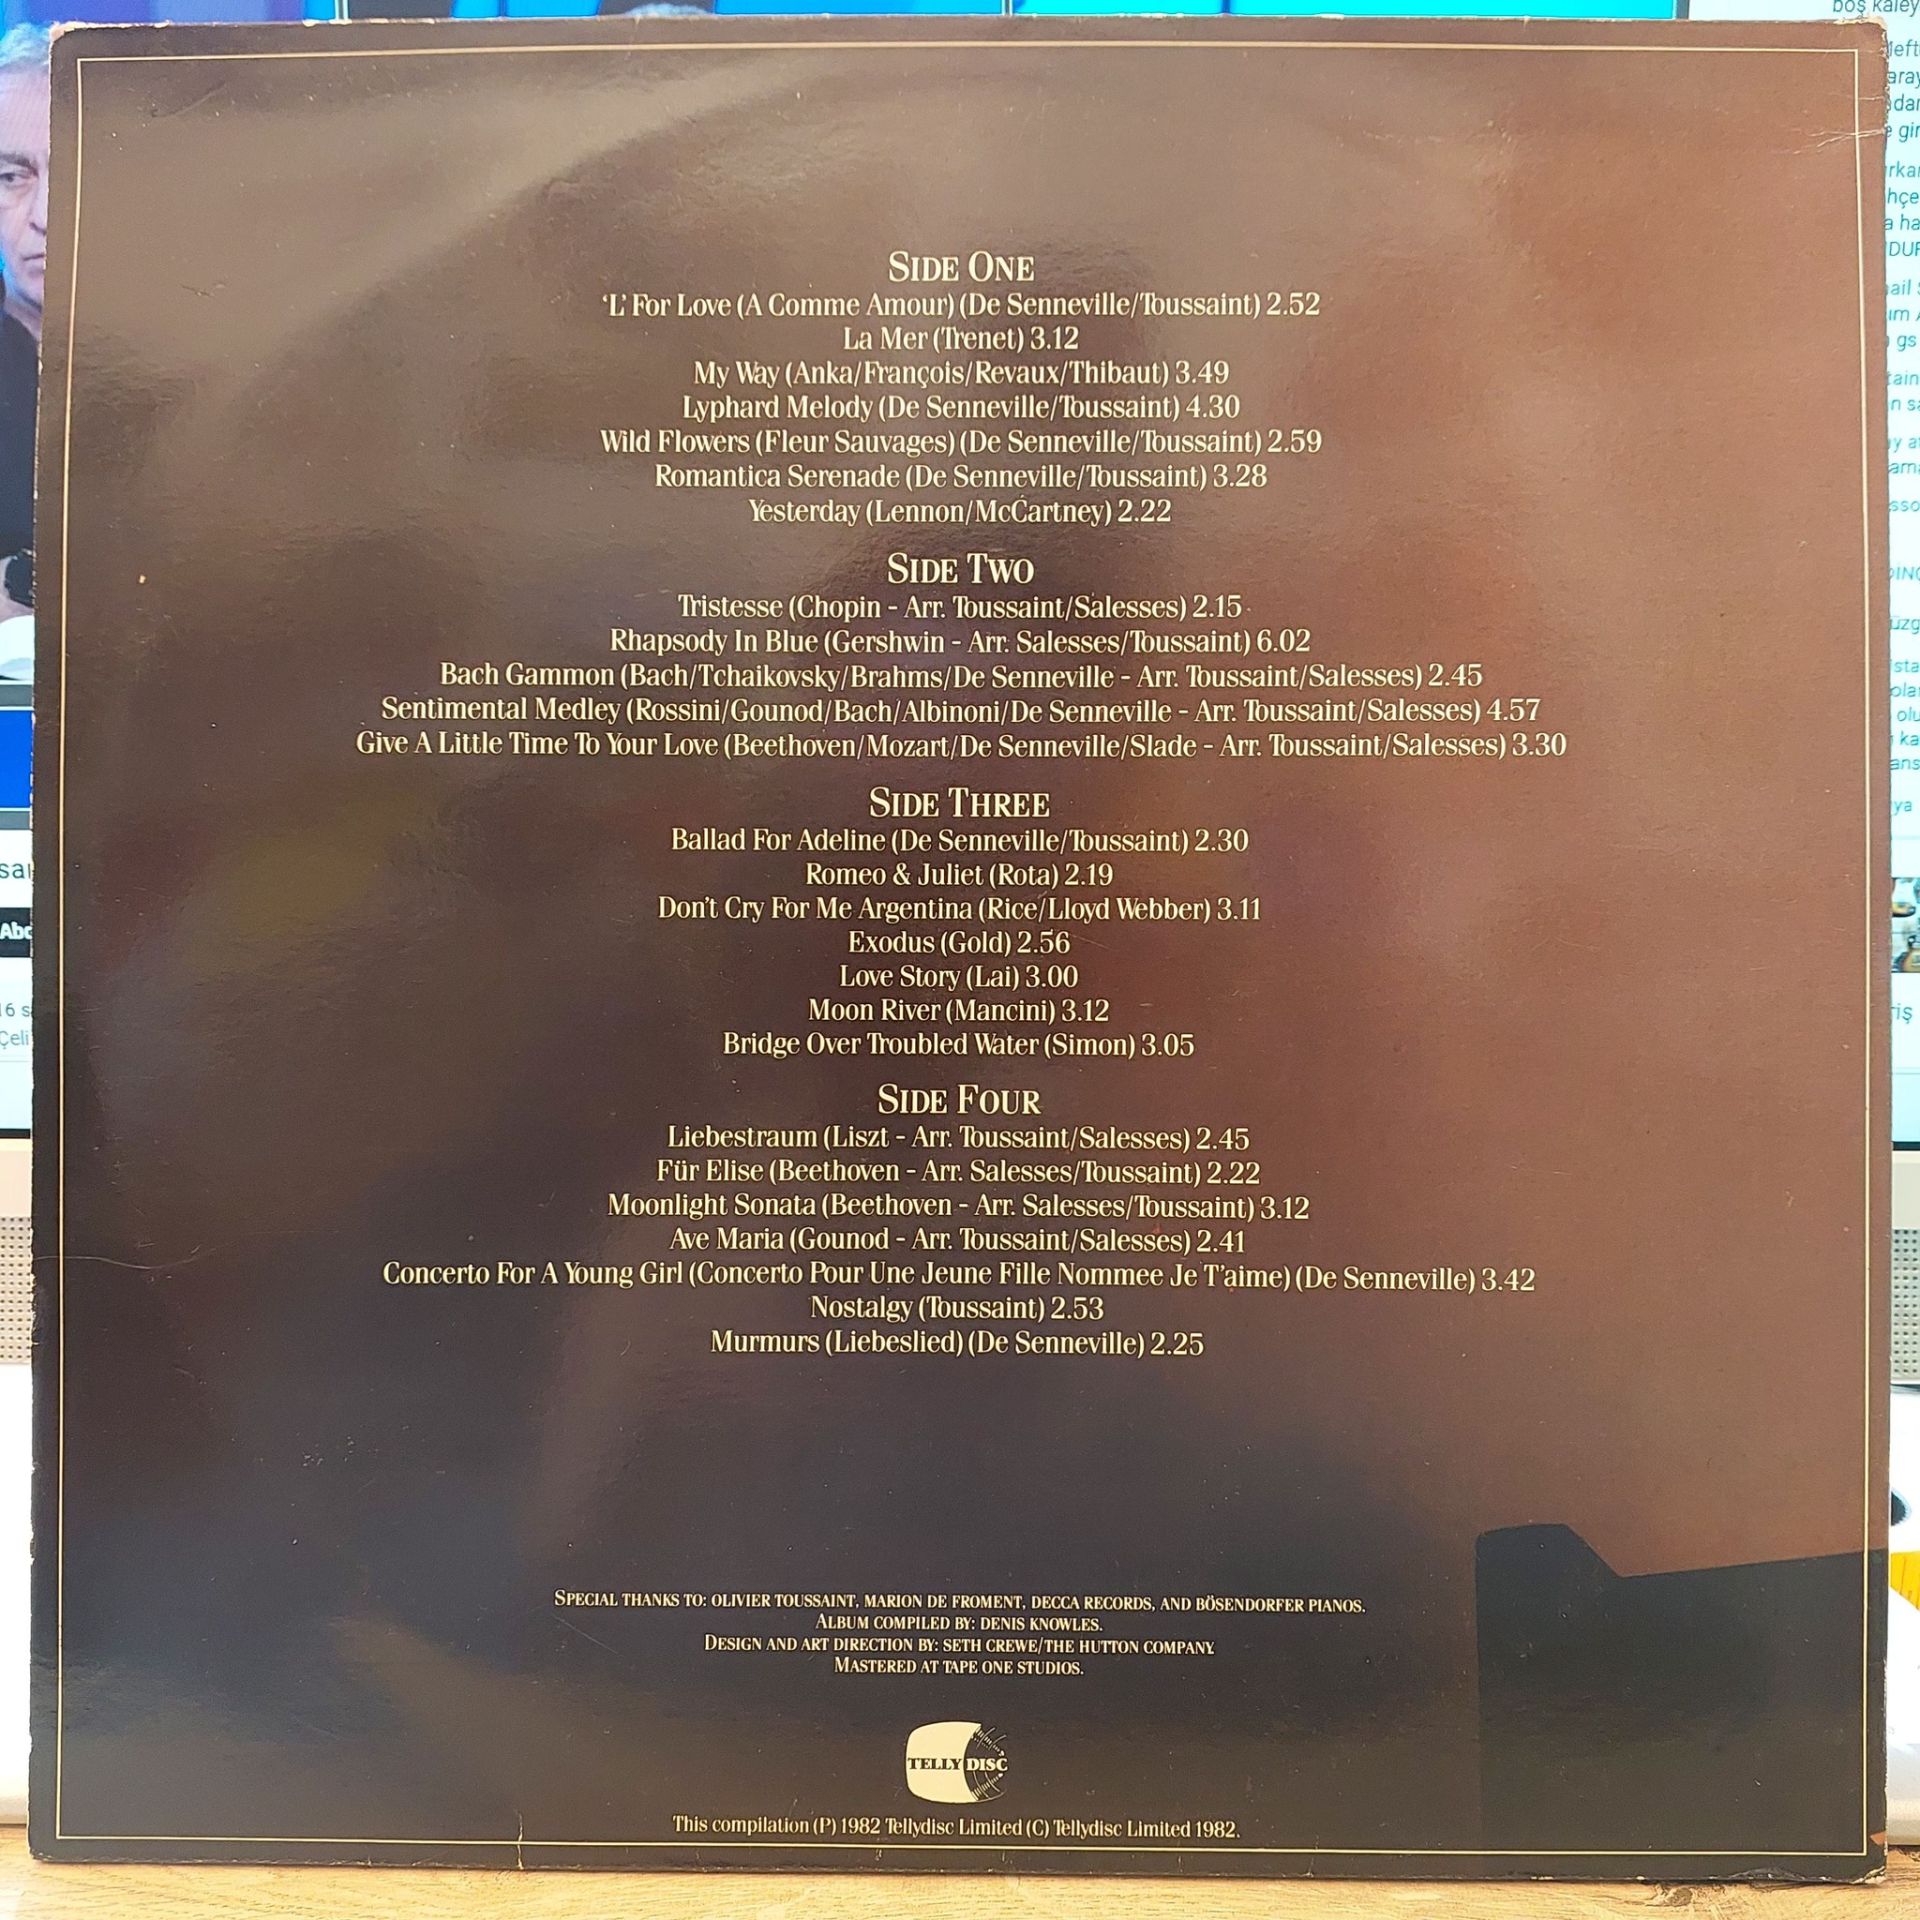 SIDE ONE
'L' For Love (A Comme Amour) (De Senneville/Toussaint) 2.52
La Mer (Trenet) 3.12
My Way (Anka/François/Revaux/Thibaut) 3.49
Lyphard Melody (De Senneville/Toussaint) 4.30
Wild Flowers (Fleur Sauvages) (De Senneville/Toussaint) 2.59
Romantica Serenade (De Senneville/Toussaint) 3.28
Yesterday (Lennon/McCartney) 2.22
SIDE TWO
Tristesse (Chopin - Arr. Toussaint/Salesses) 2.15
Rhapsody In Blue (Gershwin - Arr. Salesses/Toussaint) 6.02
Bach Gammon (Bach/Tchaikovsky/Brahms/De Senneville - Arr. Toussaint/Salesses) 2.45
Sentimental Medley (Rossini/Gounod/Bach/Albinoni/De Senneville - Arr. Toussaint/Salesses) 4.57
Give A Little Time To Your Love (Beethoven/Mozart/De Senneville/Slade - Arr. Toussaint/Salesses) 3.30
SIDE THREE
Ballad For Adeline (De Senneville/Toussaint) 2.30
Romeo & Juliet (Rota) 2.19
Don't Cry For Me Argentina (Rice/Lloyd Webber) 3.11
Exodus (Gold) 2.56
Love Story (Lai) 3.00
Moon River (Mancini) 3.12
Bridge Over Troubled Water (Simon) 3.05
SIDE FOUR
Liebestraum (Liszt - Arr. Toussaint/Salesses) 2.45
Für Elise (Beethoven - Arr. Salesses/Toussaint) 2.22
Moonlight Sonata (Beethoven - Arr. Salesses/Toussaint) 3.12
Ave Maria (Gounod - Arr. Toussaint/Salesses) 2.41
Concerto For A Young Girl (Concerto Pour Une Jeune Fille Nommee Je T'aime) (De Senneville) 3.42
Nostalgy (Toussaint) 2.53
Murmurs (Liebeslied) (De Senneville) 2.25
SPECIAL THANKS TO: OLIVIER TOUSSAINT, MARION DE FROMENT, DECCA RECORDS, AND BÖSENDORFER PIANOS.
ALBUM COMPILED BY: DENIS KNOWLES.
DESIGN AND ART DIRECTION BY: SETH CREWE/THE HUTTON COMPANY.
MASTERED AT TAPE ONE STUDIOS.
TELLY DISC
This compilation (P) 1982 Tellydisc Limited (C) Tellydisc Limited 1982.